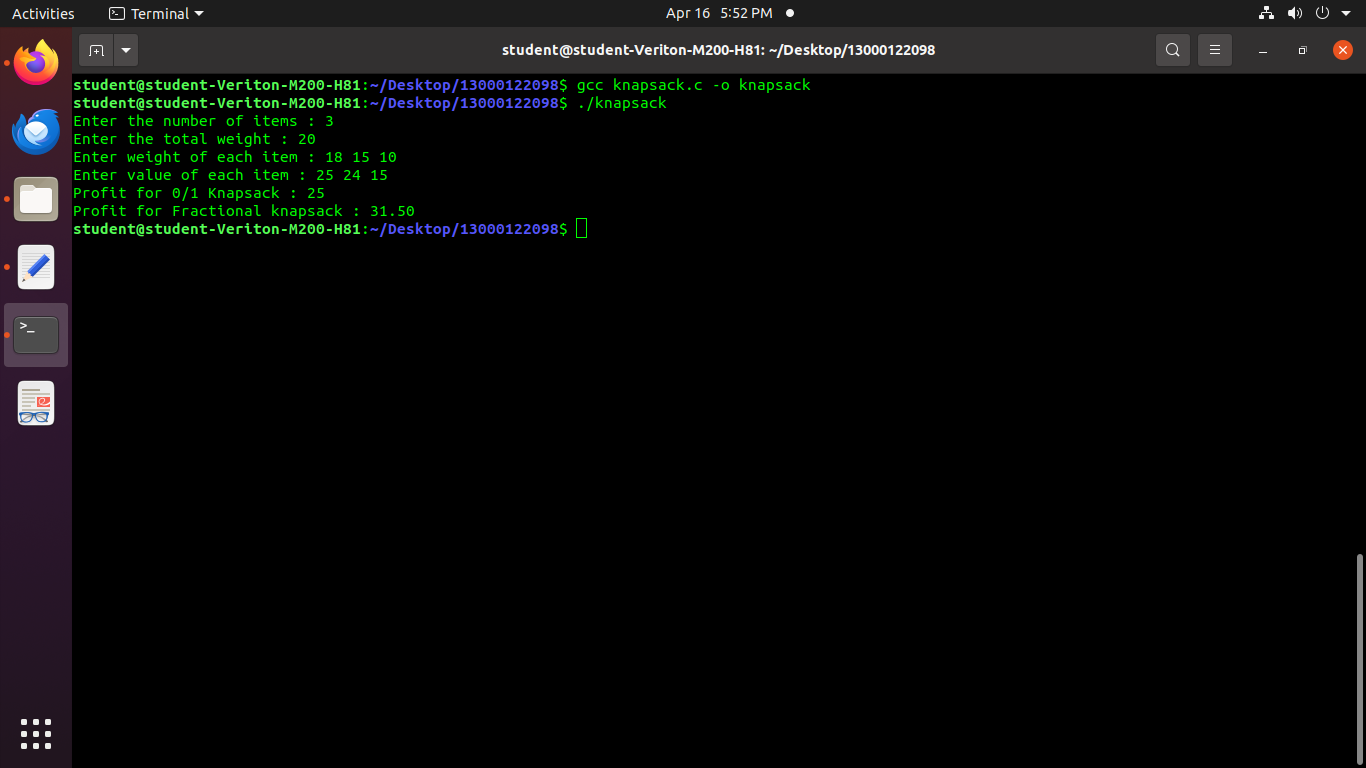 Activities
Terminal
Apr 16 5:52 PM
student@student-Veriton-M200-H81: ~/Desktop/13000122098
student@student-Veriton-M200-H81:~/Desktop/13000122098$ gcc knapsack.c -o knapsack
student@student-Veriton-M200-H81:~/Desktop/13000122098$ ./knapsack
Enter the number of items : 3
Enter the total weight : 20
Enter weight of each item : 18 15 10
Enter value of each item : 25 24 15
Profit for 0/1 Knapsack : 25
Profit for Fractional knapsack : 31.50
student@student-Veriton-M200-H81:~/Desktop/13000122098$
>_